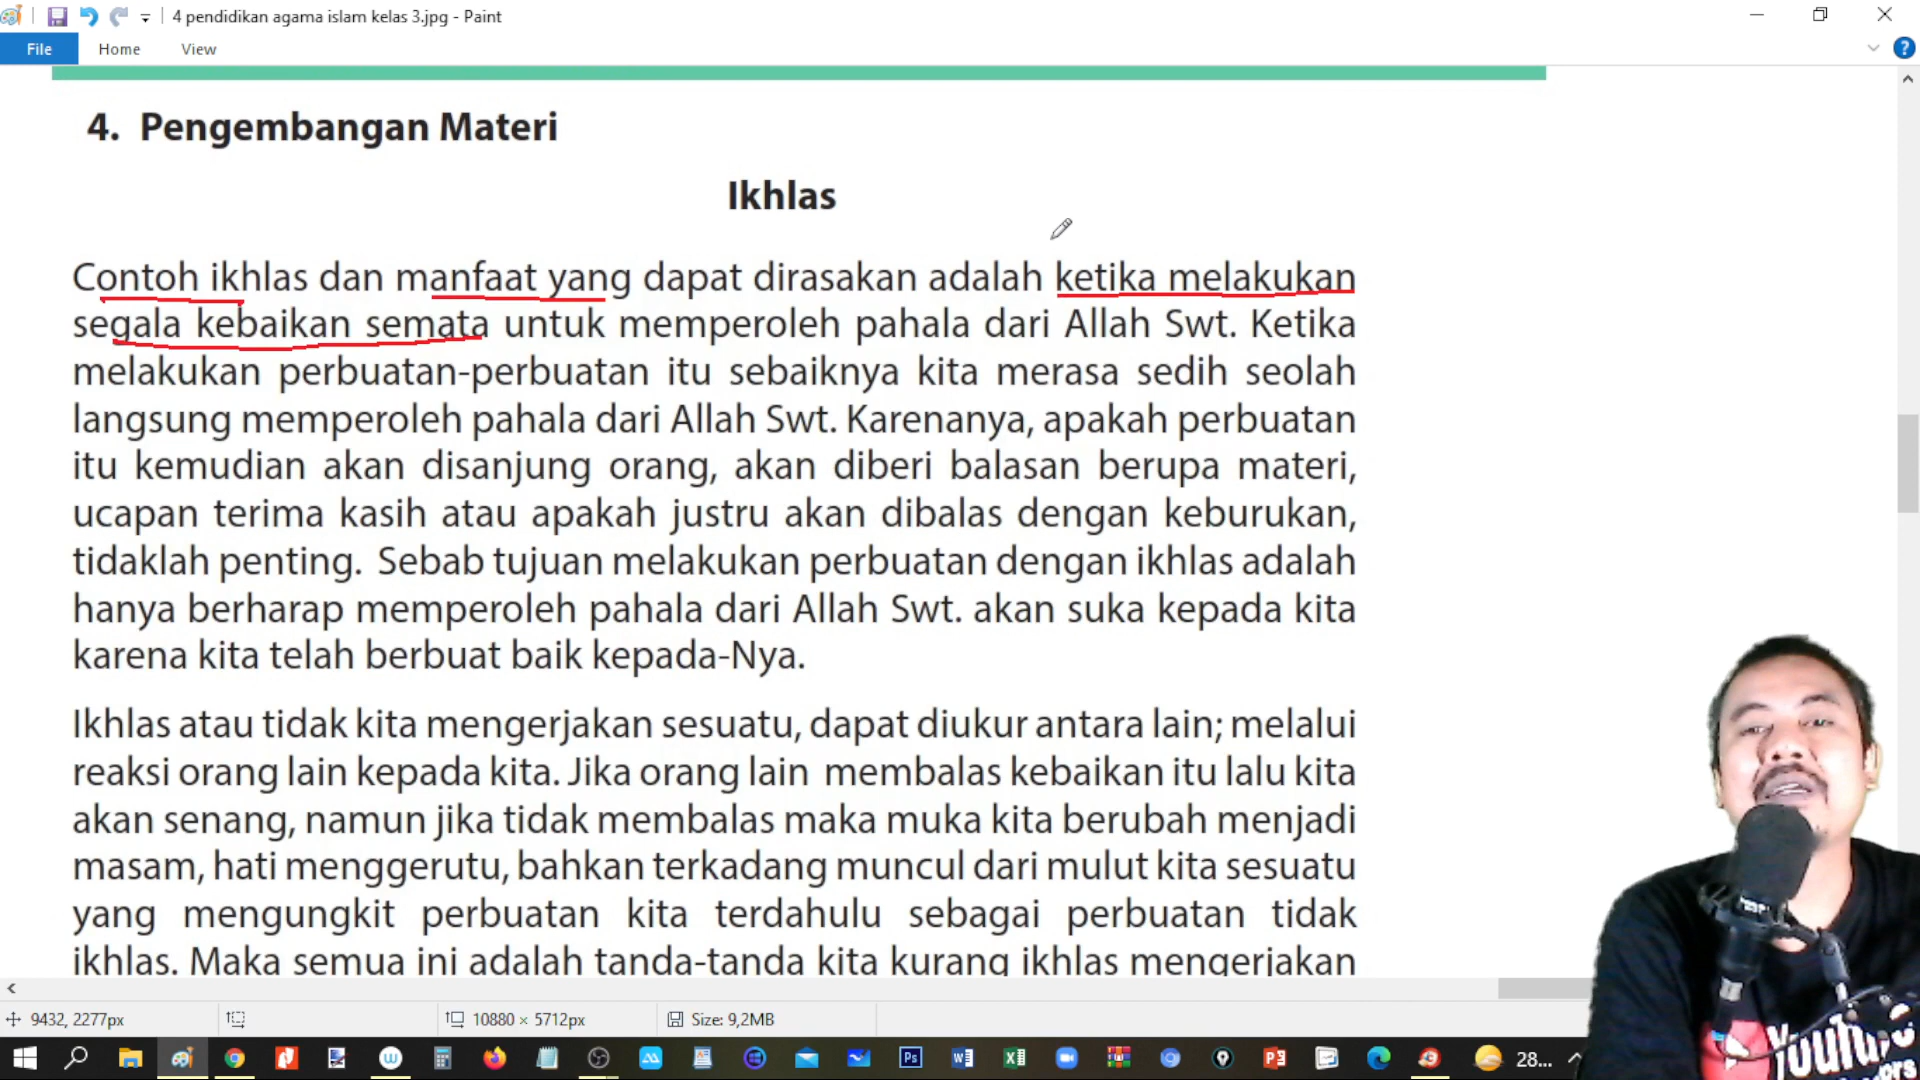 4 pendidikan agama islam kelas 3.jpg - Paint
File Home View
4. Pengembangan Materi
Ikhlas
Contoh ikhlas dan manfaat yang dapat dirasakan adalah ketika melakukan
segala kebaikan semata untuk memperoleh pahala dari Allah Swt. Ketika
melakukan perbuatan-perbuatan itu sebaiknya kita merasa sedih seolah
langsung memperoleh pahala dari Allah Swt. Karenanya, apakah perbuatan
itu kemudian akan disanjung orang, akan diberi balasan berupa materi,
ucapan terima kasih atau apakah justru akan dibalas dengan keburukan,
tidaklah penting. Sebab tujuan melakukan perbuatan dengan ikhlas adalah
hanya berharap memperoleh pahala dari Allah Swt. akan suka kepada kita
karena kita telah berbuat baik kepada-Nya.
Ikhlas atau tidak kita mengerjakan sesuatu, dapat diukur antara lain; melalui
reaksi orang lain kepada kita. Jika orang lain membalas kebaikan itu lalu kita
akan senang, namun jika tidak membalas maka muka kita berubah menjadi
masam, hati menggerutu, bahkan terkadang muncul dari mulut kita sesuatu
yang mengungkit perbuatan kita terdahulu sebagai perbuatan tidak
ikhlas. Maka semua ini adalah tanda-tanda kita kurang ikhlas mengerjakan
9432, 2277px 10880 × 5712px Size: 9,2MB
28...
YouTube